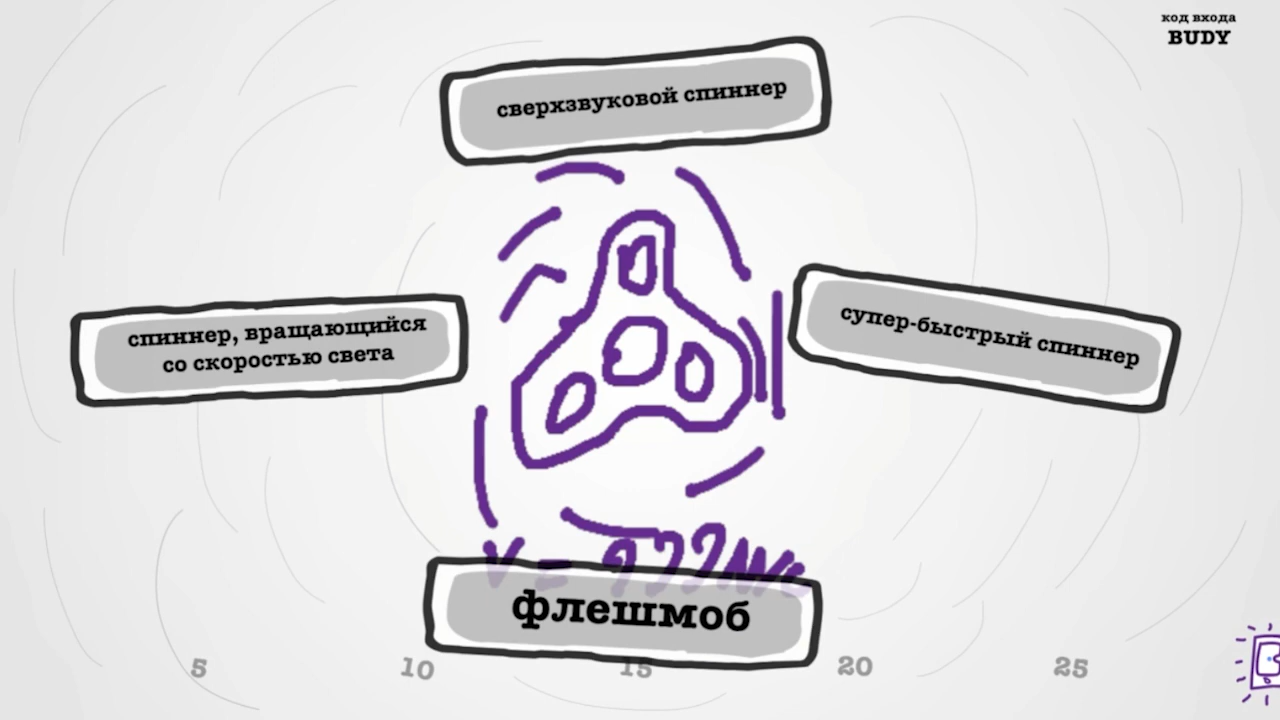 код входа
BUDY
сверхзвуковой спиннер
спиннер, вращающийся
со скоростью света
супер-быстрый спиннер
флешмоб
5 10 15 20 25